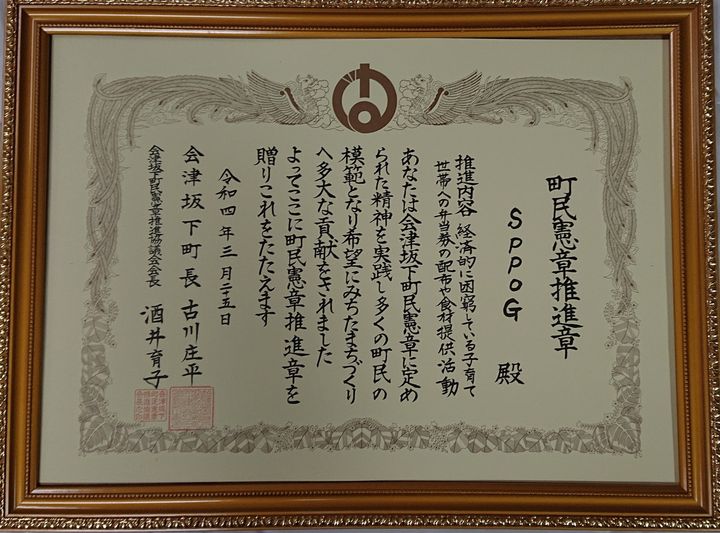 町民憲章推進章
SPPOG 殿
推進内容 経済的に困窮している子育て
世帯への弁当券の配布や食材提供活動
あなたは会津坂下町民憲章に定め
られた精神を実践し多くの町民の
模範となり希望にみちたまちづくり
へ多大な貢献をされました
よってここに町民憲章推進章を
贈りこれをたたえます
令和四年三月二五日
会津坂下町長 古川庄平
会津坂下町民憲章推進協議会会長 酒井育子